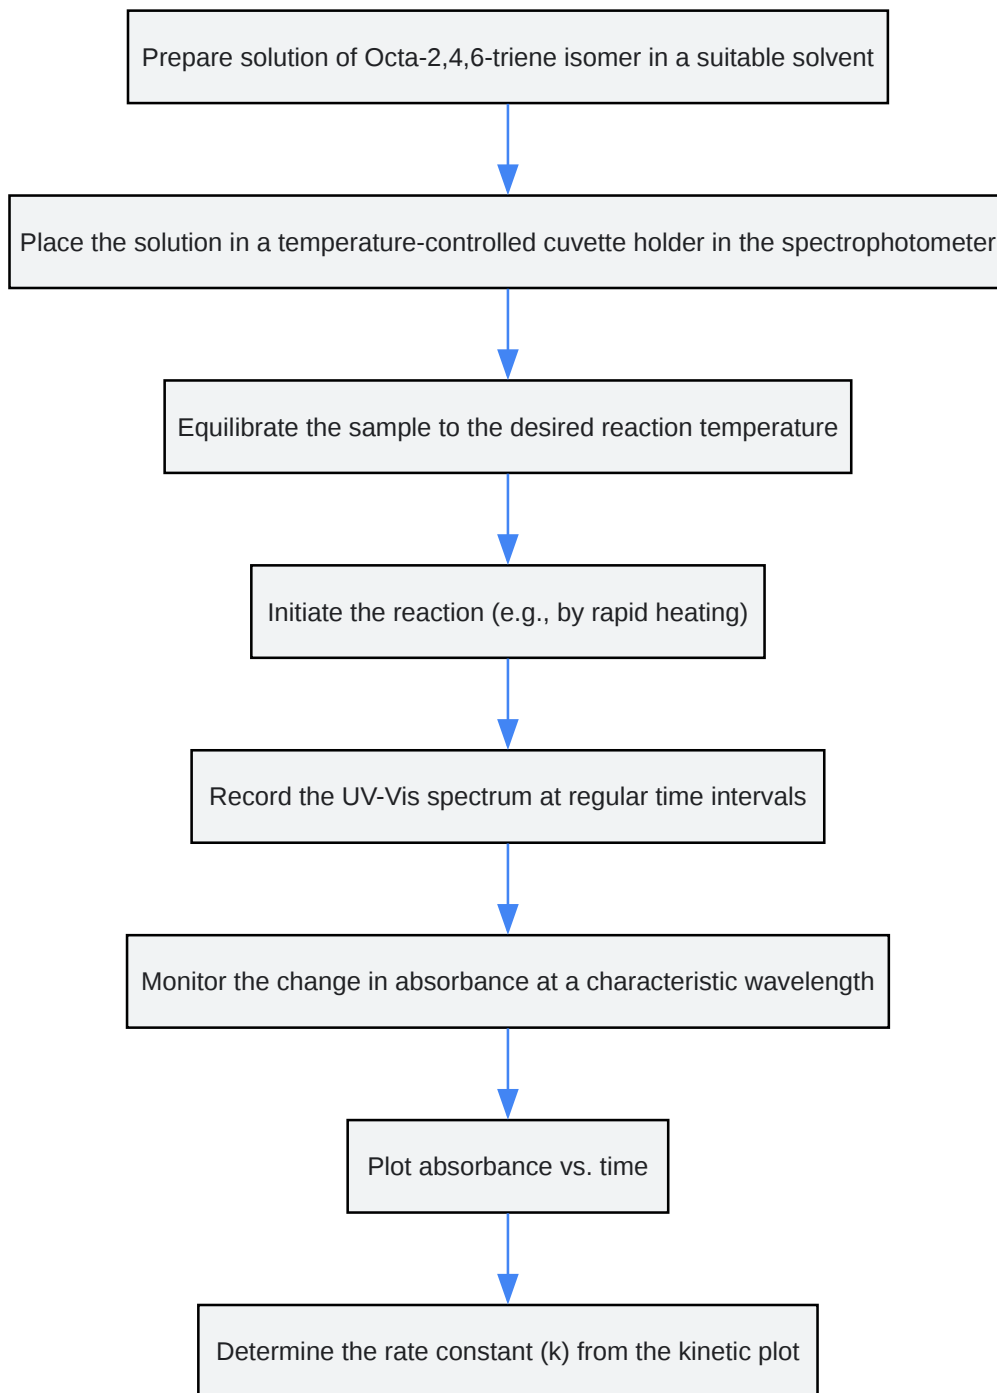 Prepare solution of Octa-2,4,6-triene isomer in a suitable solvent
Place the solution in a temperature-controlled cuvette holder in the spectrophotometer
Equilibrate the sample to the desired reaction temperature
Initiate the reaction (e.g., by rapid heating)
Record the UV-Vis spectrum at regular time intervals
Monitor the change in absorbance at a characteristic wavelength
Plot absorbance vs. time
Determine the rate constant (k) from the kinetic plot